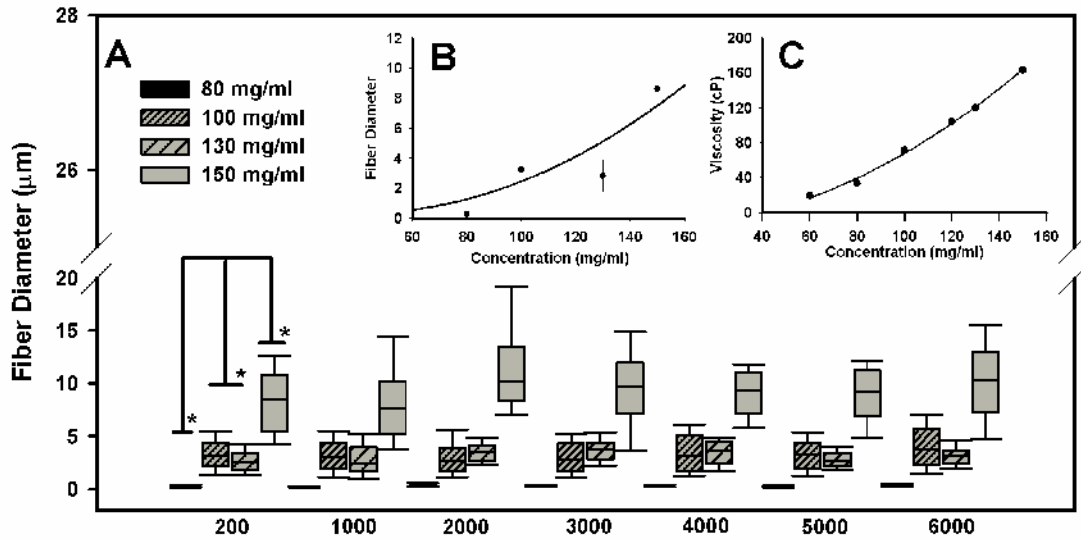 A
80 mg/ml
100 mg/ml
130 mg/ml
150 mg/ml
Fiber Diameter (μm)
28
26
20
15
10
5
0
* * *
200 1000 2000 3000 4000 5000 6000
B
Fiber Diameter
12
10
8
6
4
2
0
60 80 100 120 140 160
Concentration (mg/ml)
C
Viscosity (cP)
200
160
120
80
40
0
40 60 80 100 120 140 160
Concentration (mg/ml)